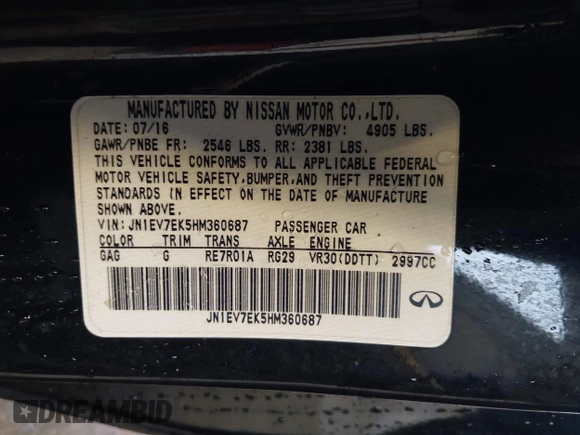 MANUFACTURED BY NISSAN MOTOR CO.,LTD.
DATE: 07/16 GVWR/PNBV: 4905 LBS.
GAWR/PNBE FR: 2546 LBS. RR: 2381 LBS.
THIS VEHICLE CONFORMS TO ALL APPLICABLE FEDERAL
MOTOR VEHICLE SAFETY, BUMPER, AND THEFT PREVENTION
STANDARDS IN EFFECT ON THE DATE OF MANUFACTURE
SHOWN ABOVE.
VIN: JN1EV7EK5HM360687 PASSENGER CAR
COLOR TRIM TRANS AXLE ENGINE
GAG G RE7R01A RG29 VR30(DDTT) 2997CC
JN1EV7EK5HM360687
DREAMBID